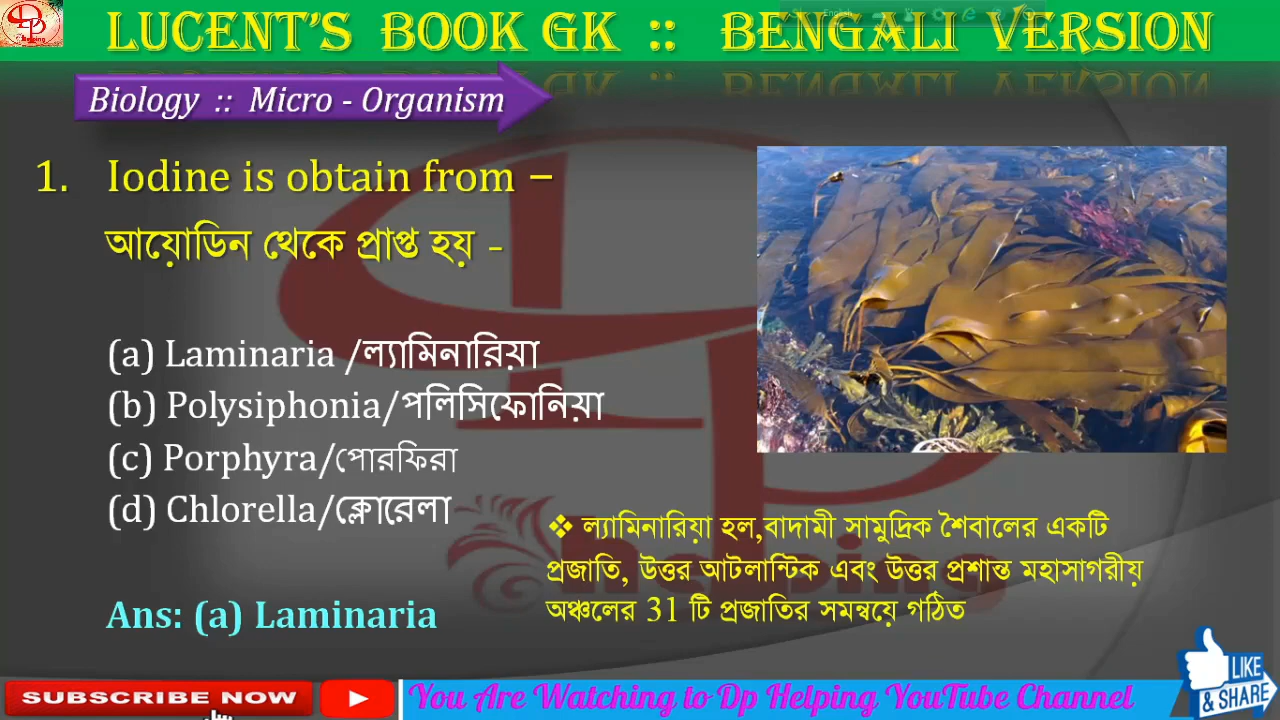 LUCENT'S BOOK GK :: BENGALI VERSION
Biology :: Micro - Organism
1. Iodine is obtain from –
আয়োডিন থেকে প্রাপ্ত হয় -
(a) Laminaria /ল্যামিনারিয়া
(b) Polysiphonia/পলিসিফোনিয়া
(c) Porphyra/পোরফিরা
(d) Chlorella/ক্লোরেলা
❖ ল্যামিনারিয়া হল,বাদামী সামুদ্রিক শৈবালের একটি
প্রজাতি, উত্তর আটলান্টিক এবং উত্তর প্রশান্ত মহাসাগরীয়
অঞ্চলের 31 টি প্রজাতির সমন্বয়ে গঠিত
Ans: (a) Laminaria
SUBSCRIBE NOW
You Are Watching to Dp Helping YouTube Channel
LIKE
& SHARE